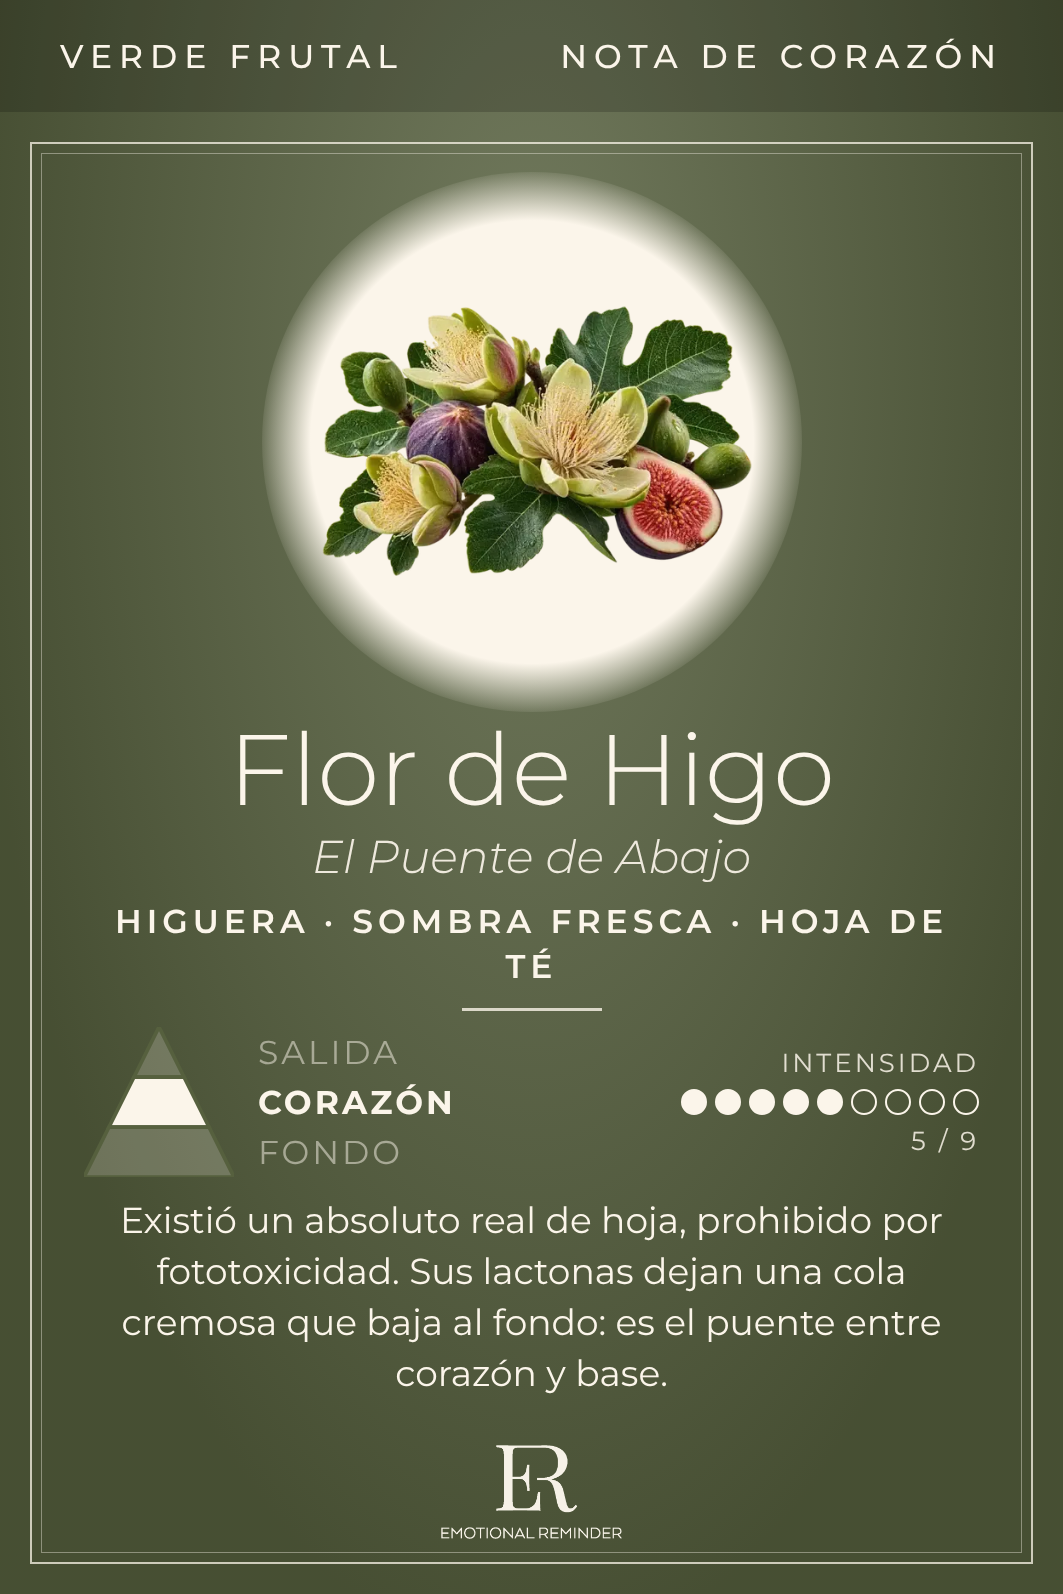 VERDE FRUTAL
NOTA DE CORAZÓN
Flor de Higo
El Puente de Abajo
HIGUERA · SOMBRA FRESCA · HOJA DE
TÉ
SALIDA
CORAZÓN
FONDO
INTENSIDAD
5 / 9
Existió un absoluto real de hoja, prohibido por
fototoxicidad. Sus lactonas dejan una cola
cremosa que baja al fondo: es el puente entre
corazón y base.
ER
EMOTIONAL REMINDER